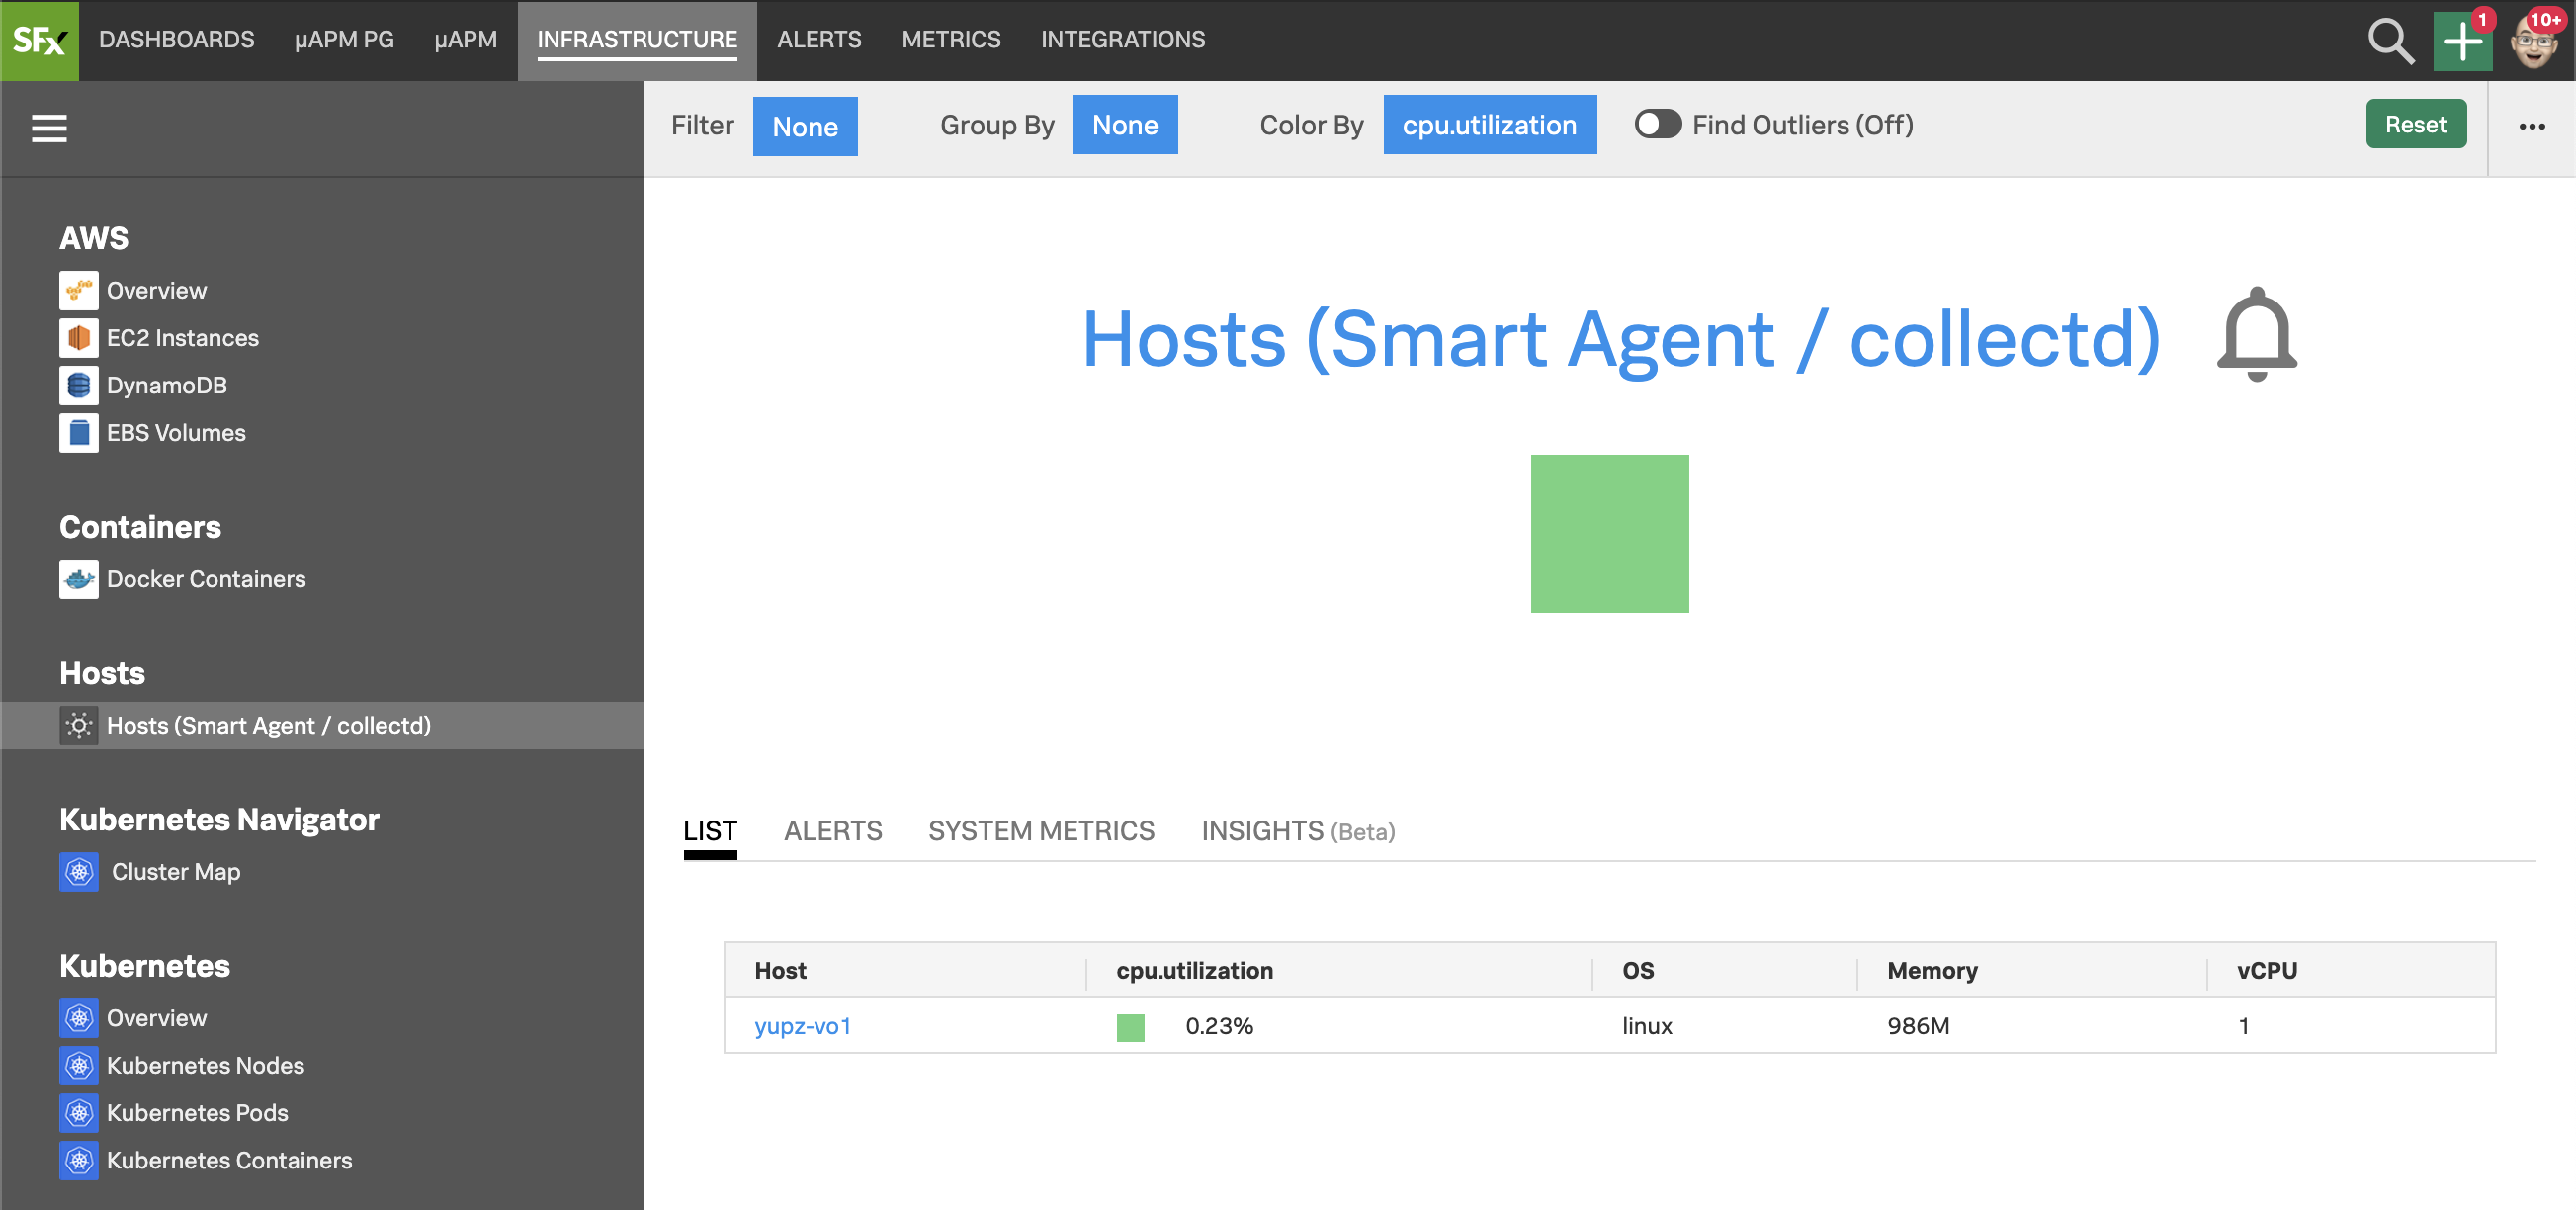 SFx DASHBOARDS µAPM PG µAPM INFRASTRUCTURE ALERTS METRICS INTEGRATIONS 1 10+
Filter None Group By None Color By cpu.utilization Find Outliers (Off) Reset
AWS
Overview
EC2 Instances
DynamoDB
EBS Volumes
Containers
Docker Containers
Hosts
Hosts (Smart Agent / collectd)
Kubernetes Navigator
Cluster Map
Kubernetes
Overview
Kubernetes Nodes
Kubernetes Pods
Kubernetes Containers
Hosts (Smart Agent / collectd)
LIST ALERTS SYSTEM METRICS INSIGHTS (Beta)
Host cpu.utilization OS Memory vCPU
yupz-vo1 0.23% linux 986M 1